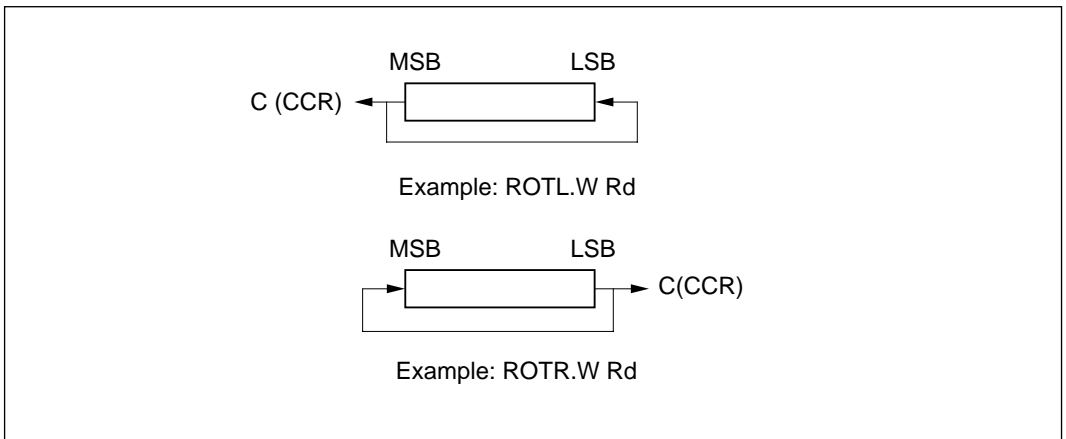 MSB LSB
C (CCR)
Example: ROTL.W Rd
MSB LSB
C(CCR)
Example: ROTR.W Rd